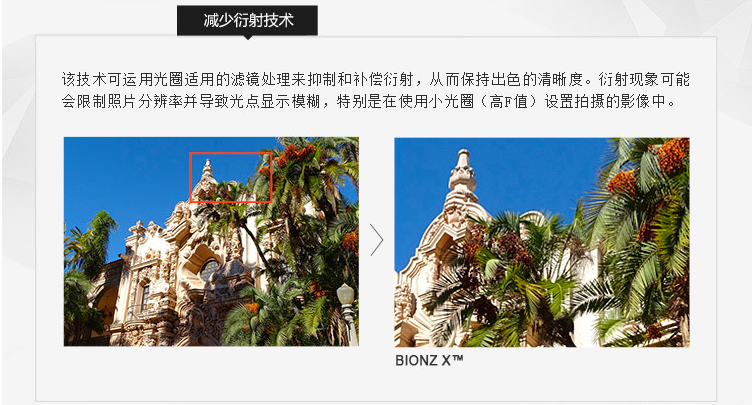 减少衍射技术
该技术可运用光圈适用的滤镜处理来抑制和补偿衍射，从而保持出色的清晰度。衍射现象可能
会限制照片分辨率并导致光点显示模糊，特别是在使用小光圈（高F值）设置拍摄的影像中。
BIONZ X™